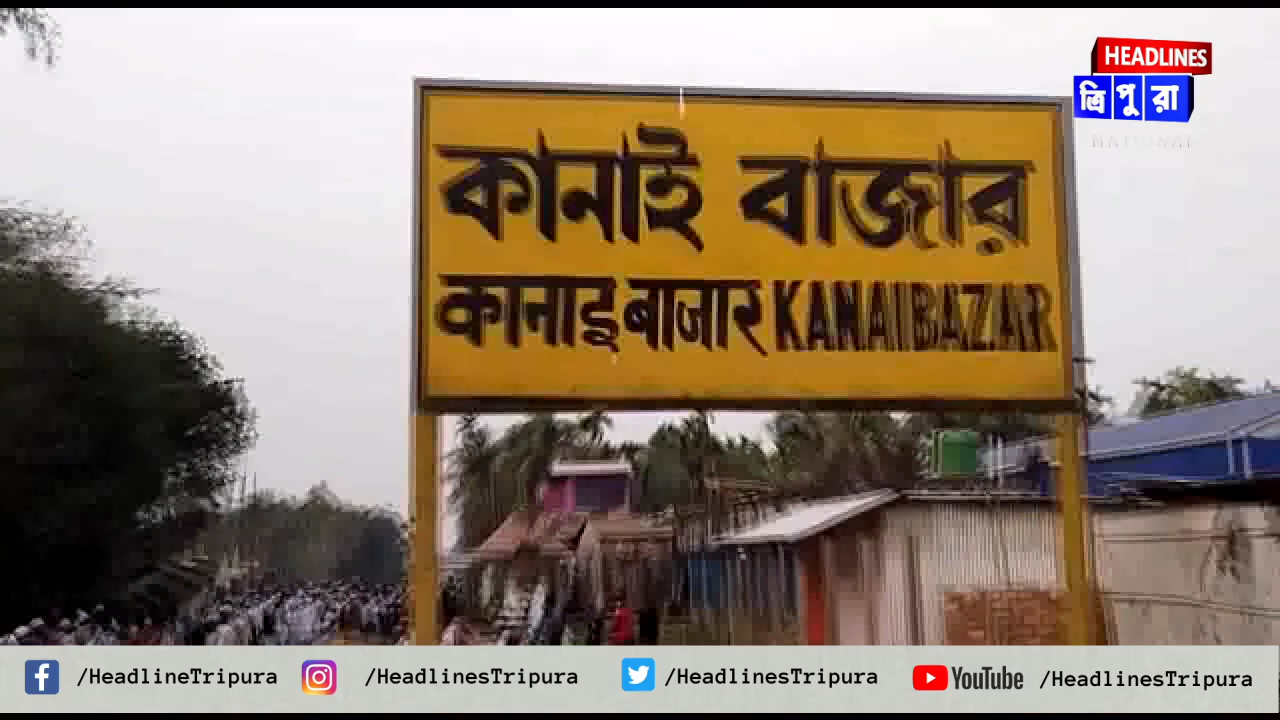 HEADLINES
ত্রিপুরা
NATIONAL
কানাই বাজার
কানাই বাজার KANAIBAZAR
/HeadlineTripura /HeadlinesTripura /HeadlinesTripura YouTube /HeadlinesTripura